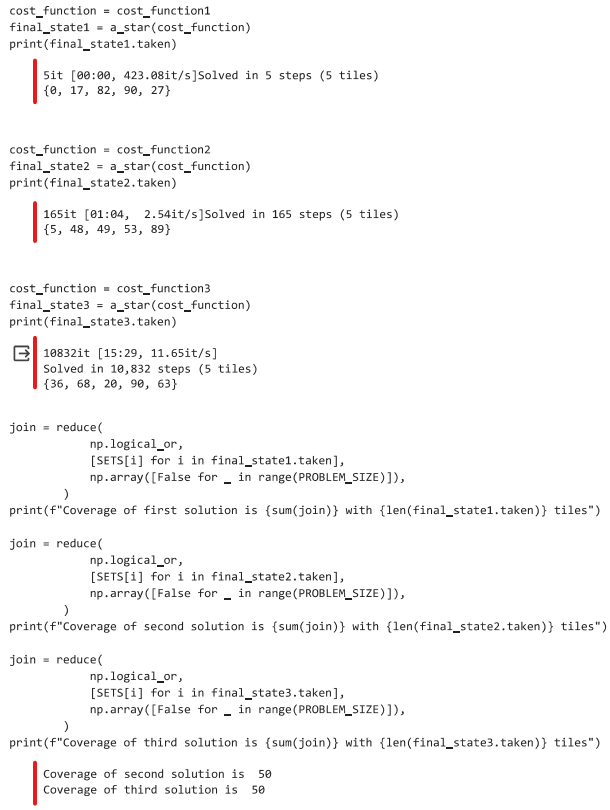 cost_function = cost_function1
final_state1 = a_star(cost_function)
print(final_state1.taken)
5it [00:00, 423.08it/s]Solved in 5 steps (5 tiles)
{0, 17, 82, 90, 27}
cost_function = cost_function2
final_state2 = a_star(cost_function)
print(final_state2.taken)
165it [01:04,  2.54it/s]Solved in 165 steps (5 tiles)
{5, 48, 49, 53, 89}
cost_function = cost_function3
final_state3 = a_star(cost_function)
print(final_state3.taken)
10832it [15:29, 11.65it/s]
Solved in 10,832 steps (5 tiles)
{36, 68, 20, 90, 63}
join = reduce(
            np.logical_or,
            [SETS[i] for i in final_state1.taken],
            np.array([False for _ in range(PROBLEM_SIZE)]),
        )
print(f"Coverage of first solution is {sum(join)} with {len(final_state1.taken)} tiles")
join = reduce(
            np.logical_or,
            [SETS[i] for i in final_state2.taken],
            np.array([False for _ in range(PROBLEM_SIZE)]),
        )
print(f"Coverage of second solution is {sum(join)} with {len(final_state2.taken)} tiles")
join = reduce(
            np.logical_or,
            [SETS[i] for i in final_state3.taken],
            np.array([False for _ in range(PROBLEM_SIZE)]),
        )
print(f"Coverage of third solution is {sum(join)} with {len(final_state3.taken)} tiles")
Coverage of second solution is  50
Coverage of third solution is  50